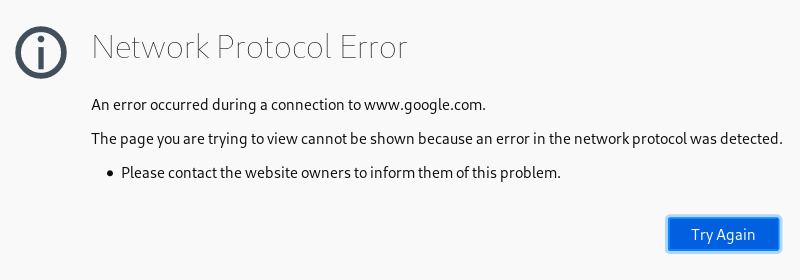 Network Protocol Error
An error occurred during a connection to www.google.com.
The page you are trying to view cannot be shown because an error in the network protocol was detected.
• Please contact the website owners to inform them of this problem.
Try Again